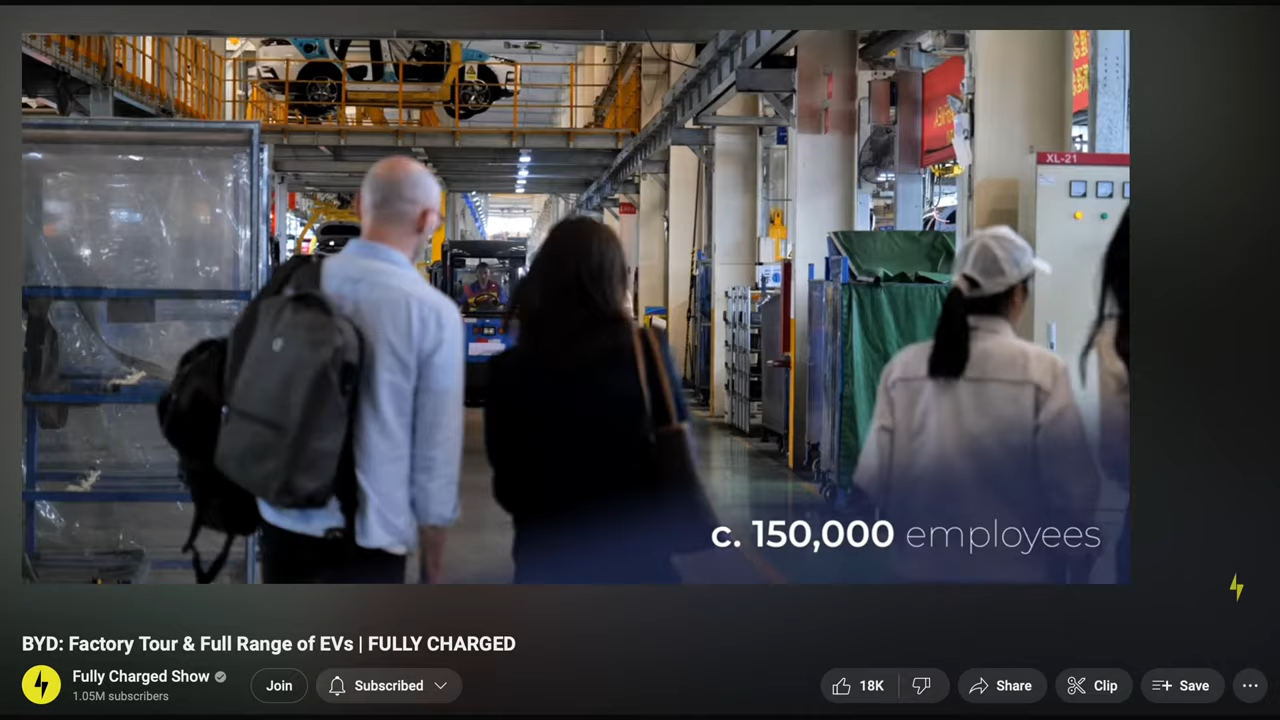 XL-21
c. 150,000 employees
BYD: Factory Tour & Full Range of EVs | FULLY CHARGED
Fully Charged Show
1.05M subscribers
Join
Subscribed
18K
Share
Clip
Save